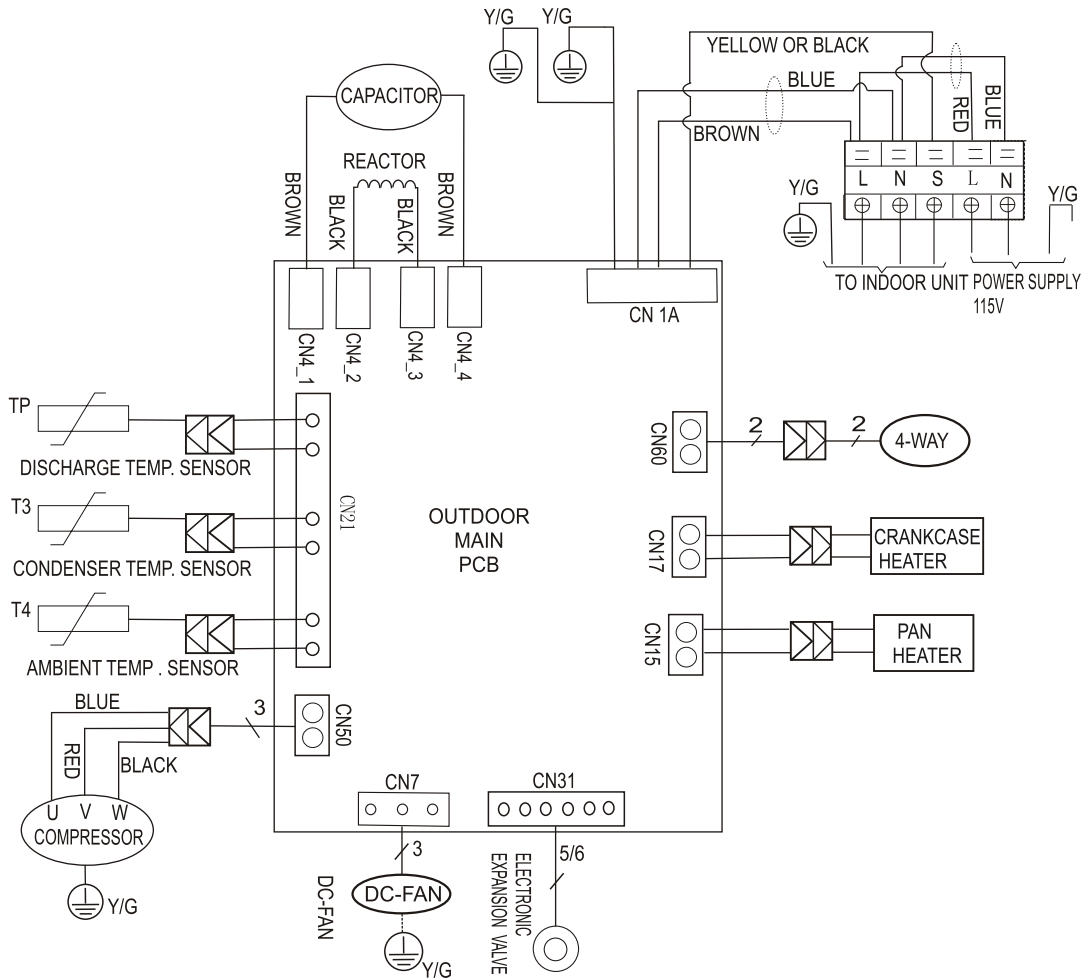 Y/G
Y/G
YELLOW OR BLACK
BLUE
BROWN
RED
BLUE
CAPACITOR
REACTOR
BROWN
BLACK
BLACK
BROWN
L N S L N
Y/G
Y/G
TO INDOOR UNIT
POWER SUPPLY
115V
CN4_1
CN4_2
CN4_3
CN4_4
CN 1A
TP
DISCHARGE TEMP. SENSOR
T3
CONDENSER TEMP. SENSOR
T4
AMBIENT TEMP . SENSOR
CN21
OUTDOOR
MAIN
PCB
CN60
2
2
4-WAY
CN17
CRANKCASE
HEATER
CN15
PAN
HEATER
BLUE
RED
BLACK
3
CN50
U V W
COMPRESSOR
Y/G
CN7
3
DC-FAN
DC-FAN
Y/G
CN31
5/6
ELECTRONIC
EXPANSION VALVE